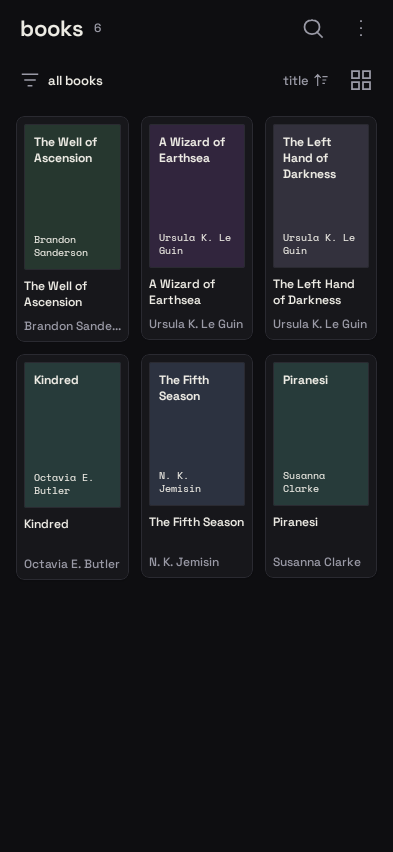 books 6
all books
title
The Well of
Ascension
Brandon
Sanderson
The Well of
Ascension
Brandon Sande...
A Wizard of
Earthsea
Ursula K. Le
Guin
A Wizard of
Earthsea
Ursula K. Le Guin
The Left
Hand of
Darkness
Ursula K. Le
Guin
The Left Hand
of Darkness
Ursula K. Le Guin
Kindred
Octavia E.
Butler
Kindred
Octavia E. Butler
The Fifth
Season
N. K.
Jemisin
The Fifth Season
N. K. Jemisin
Piranesi
Susanna
Clarke
Piranesi
Susanna Clarke